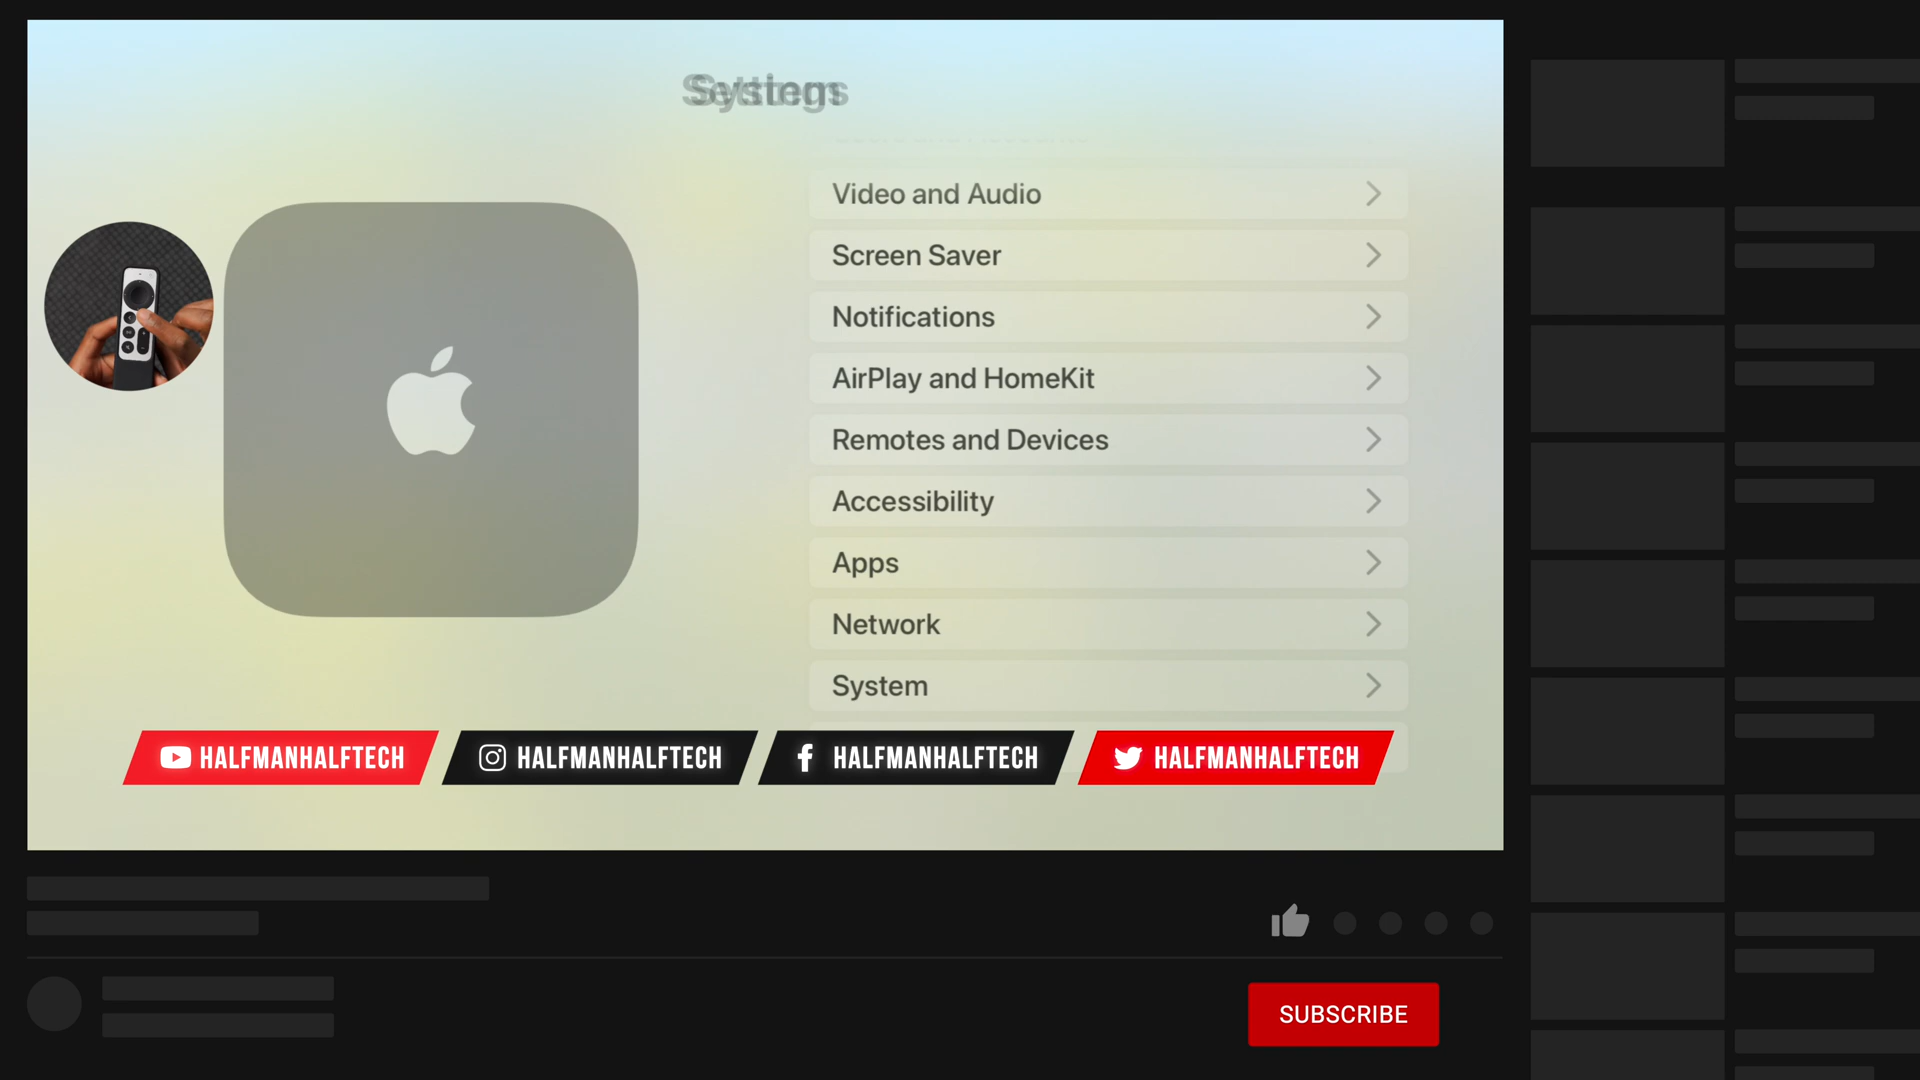 Video and Audio
Screen Saver
Notifications
AirPlay and HomeKit
Remotes and Devices
Accessibility
Apps
Network
System
HALFMANHALFTECH
HALFMANHALFTECH
HALFMANHALFTECH
HALFMANHALFTECH
SUBSCRIBE